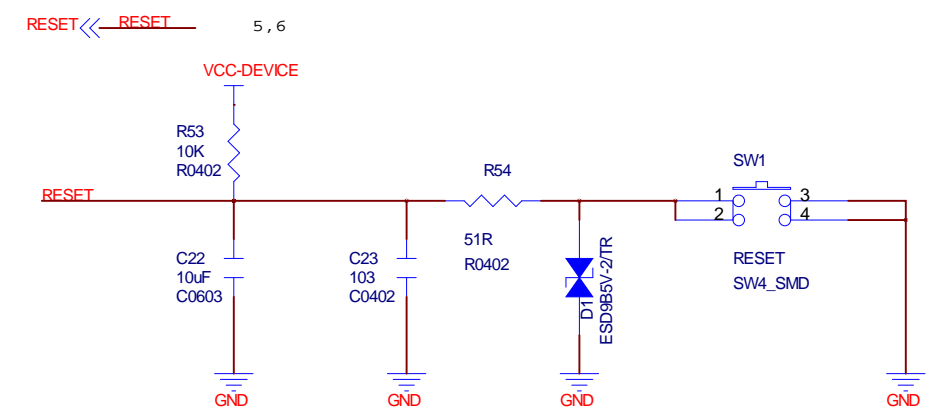 RESET RESET 5,6
VCC-DEVICE
R53
10K
R0402
R54
SW1
RESET
1 3
2 4
51R
R0402
C22
10uF
C0603
C23
103
C0402
D1
ESD9B5V-2/TR
RESET
SW4_SMD
GND GND GND GND